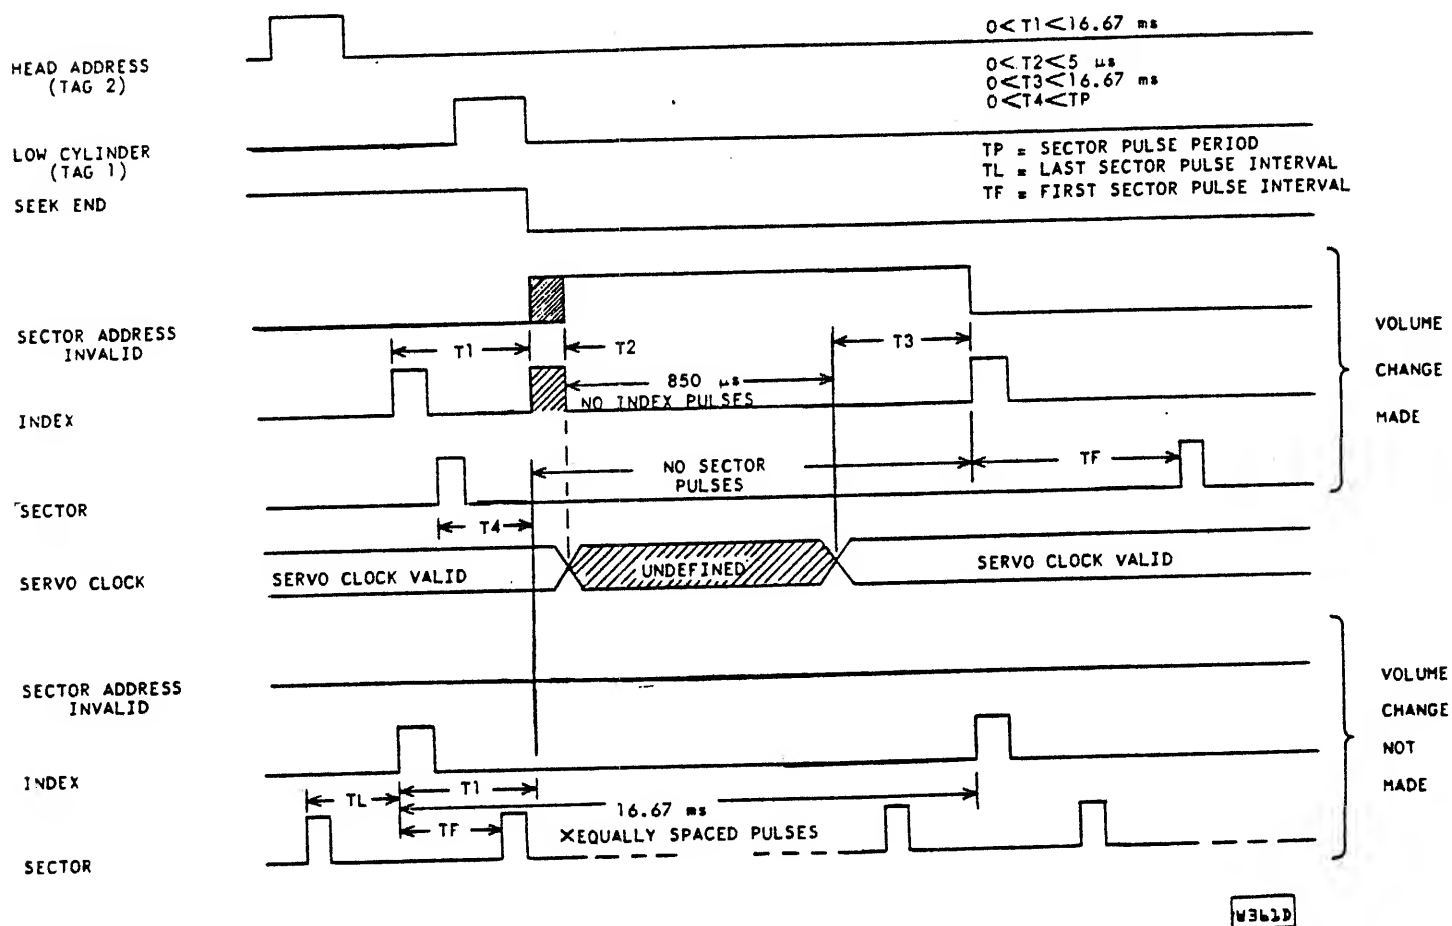 HEAD ADDRESS
(TAG 2)
0<T1<16.67 ms
0<T2<5 µs
0<T3<16.67 ms
0<T4<TP
LOW CYLINDER
(TAG 1)
TP = SECTOR PULSE PERIOD
TL = LAST SECTOR PULSE INTERVAL
TF = FIRST SECTOR PULSE INTERVAL
SEEK END
SECTOR ADDRESS
INVALID
T1
T2
T3
VOLUME
CHANGE
MADE
850 µs
NO INDEX PULSES
INDEX
NO SECTOR
PULSES
TF
SECTOR
T4
SERVO CLOCK
SERVO CLOCK VALID
UNDEFINED
SERVO CLOCK VALID
SECTOR ADDRESS
INVALID
VOLUME
CHANGE
NOT
MADE
INDEX
TL
T1
16.67 ms
TF
XEQUALLY SPACED PULSES
SECTOR
W361D